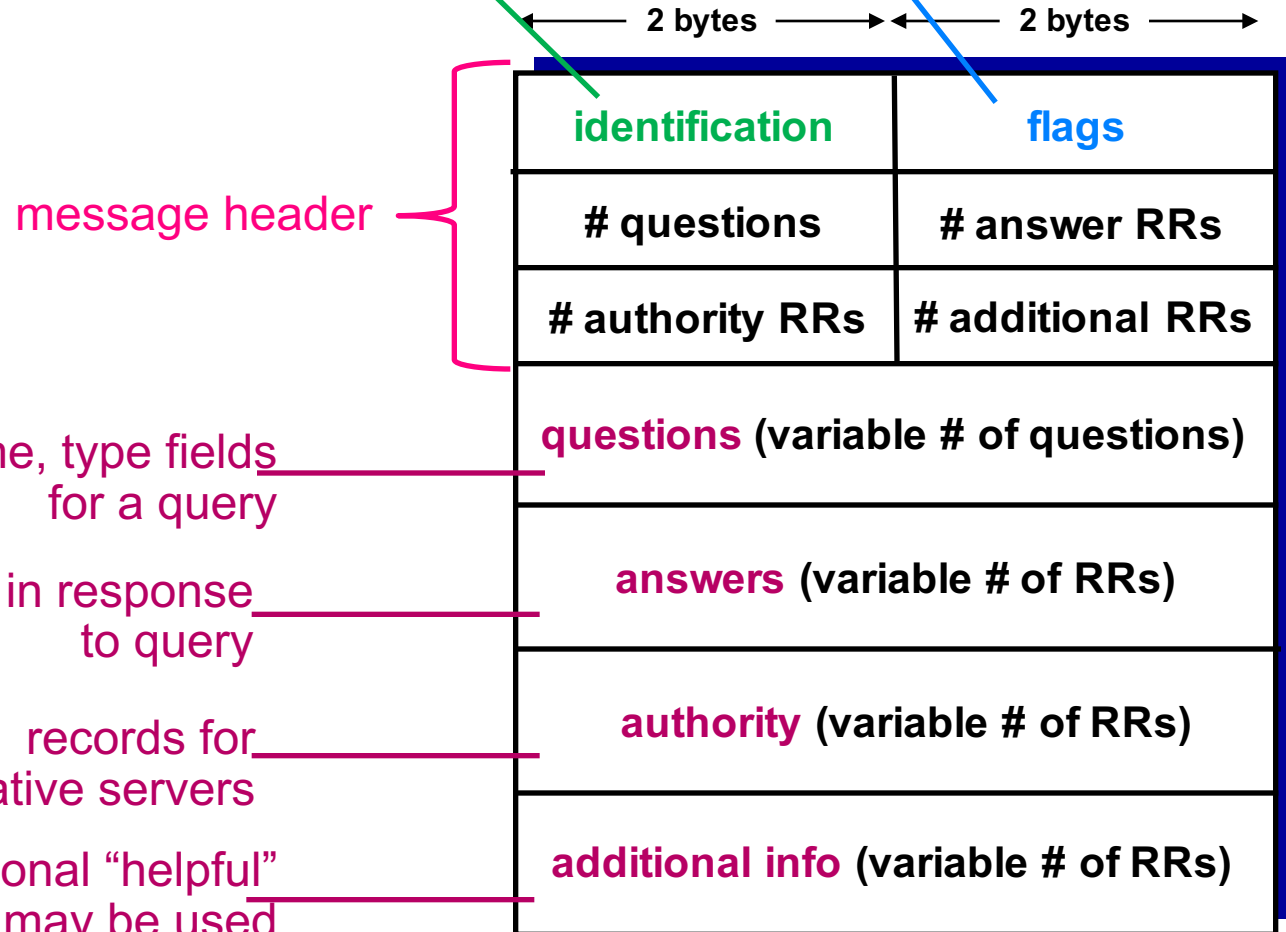 2 bytes 2 bytes
identification flags
message header
# questions # answer RRs
# authority RRs # additional RRs
questions (variable # of questions)
type fields
for a query
answers (variable # of RRs)
in response
to query
authority (variable # of RRs)
records for
servers
additional info (variable # of RRs)
“helpful”
may be used